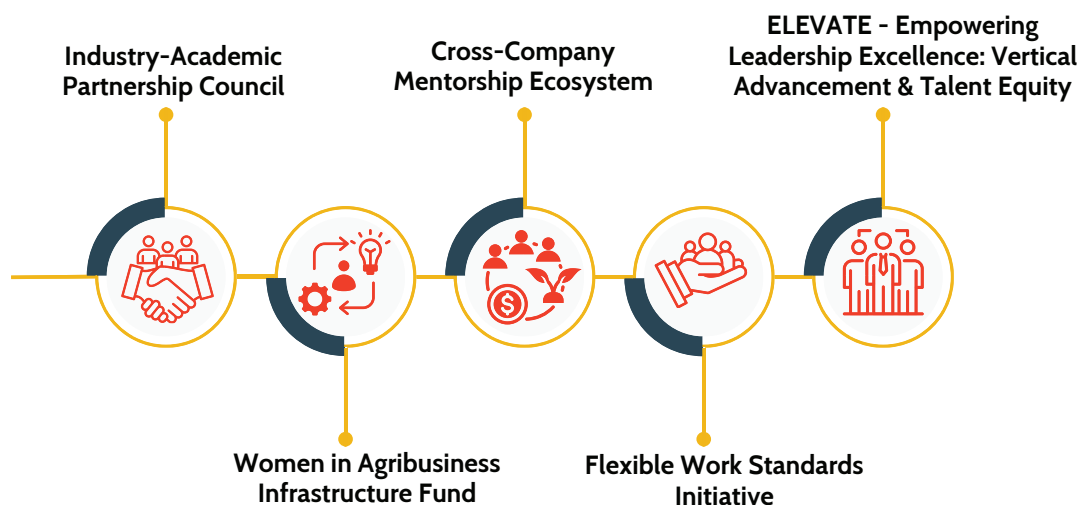 Industry-Academic
Partnership Council
Cross-Company
Mentorship Ecosystem
ELEVATE - Empowering
Leadership Excellence: Vertical
Advancement & Talent Equity
$
Women in Agribusiness
Infrastructure Fund
Flexible Work Standards
Initiative